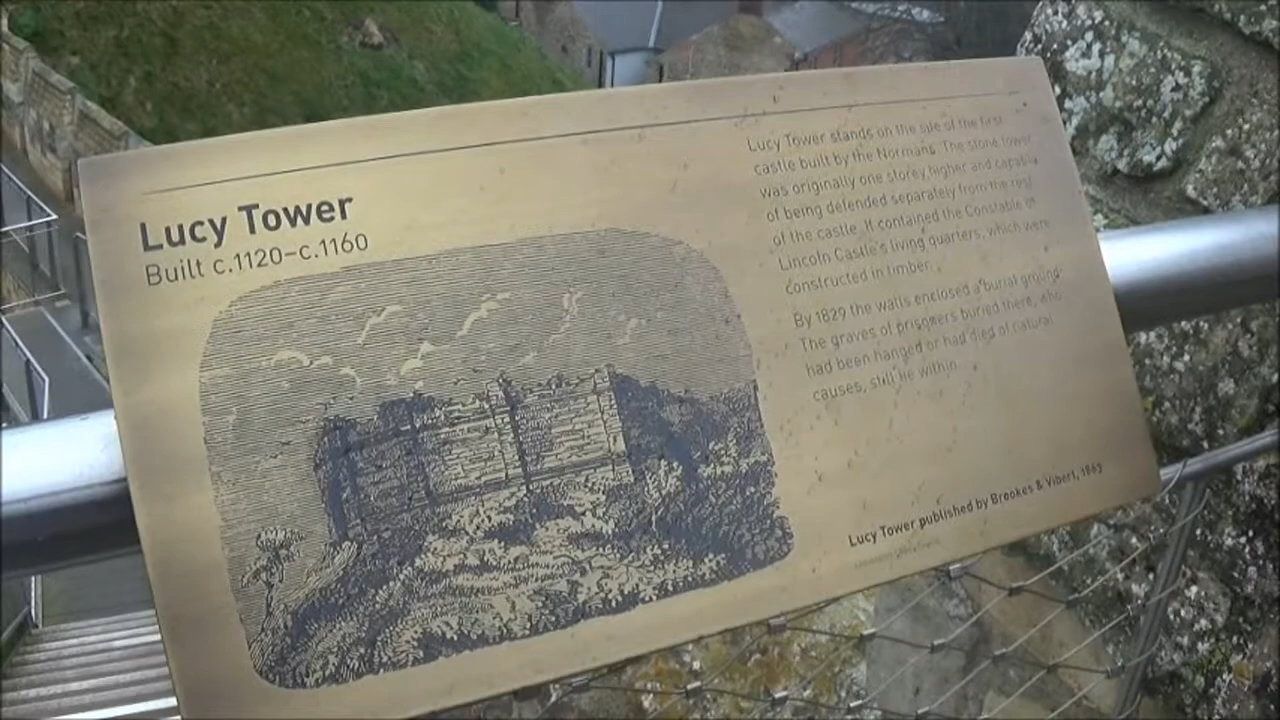 Lucy Tower
Built c.1120–c.1160
Lucy Tower stands on the site of the first
castle built by the Normans. The stone tower
was originally one storey higher and capable
of being defended separately from the rest
of the castle. It contained the Constable of
Lincoln Castle's living quarters, which were
constructed in timber.
By 1829 the walls enclosed a burial ground.
The graves of prisoners buried there, who
had been hanged or had died of natural
causes, still lie within.
Lucy Tower published by Brookes & Vibert, 1869